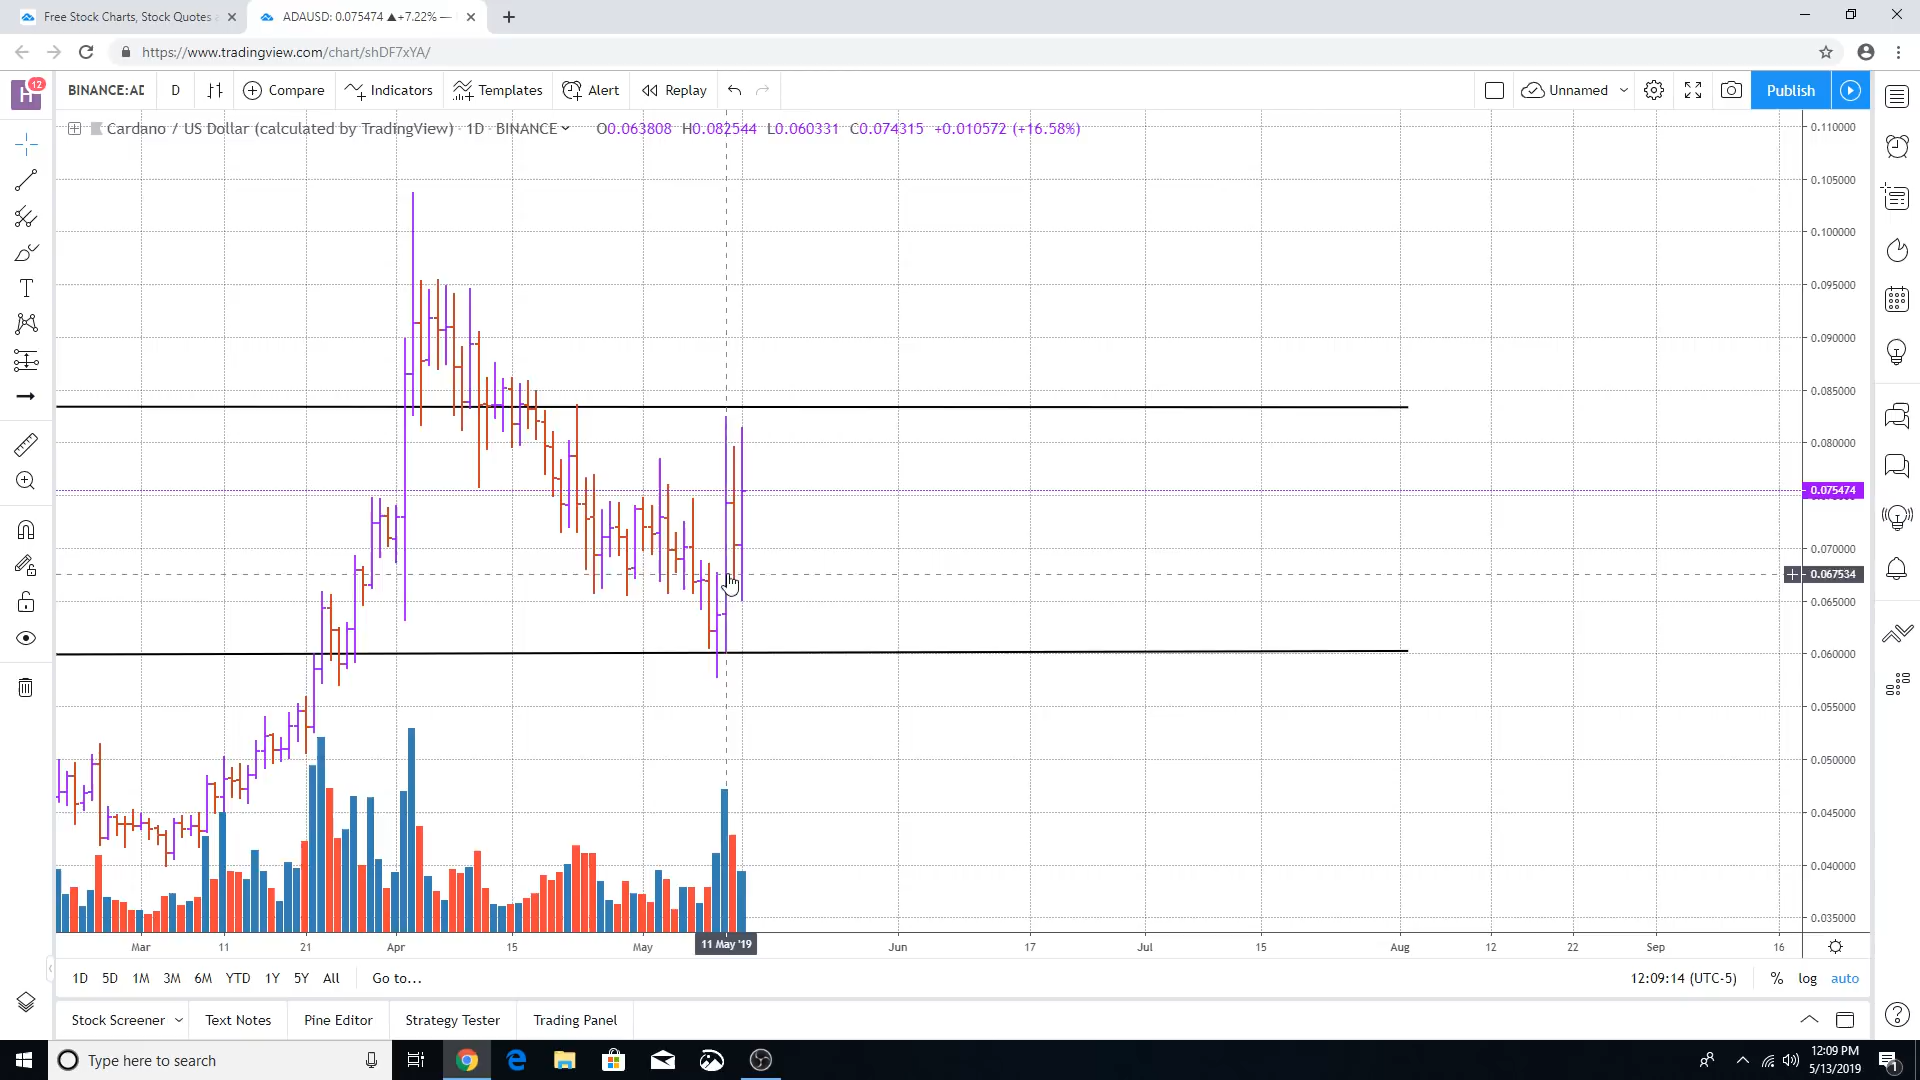 Free Stock Charts, Stock Quotes
ADAUSD: 0.075474 ▲+7.22% —
https://www.tradingview.com/chart/shDF7xYA/
H
12
BINANCE:AD
D
Compare
Indicators
Templates
Alert
Replay
Unnamed
Publish
Cardano / US Dollar (calculated by TradingView) · 1D · BINANCE
O0.063808 H0.082544 L0.060331 C0.074315 +0.010572 (+16.58%)
0.110000
0.105000
0.100000
0.095000
0.090000
0.085000
0.080000
0.075474
0.070000
0.067534
0.065000
0.060000
0.055000
0.050000
0.045000
0.040000
0.035000
Mar 11 21 Apr 15 May 11 May '19 Jun 17 Jul 15 Aug 12 22 Sep 16
1D 5D 1M 3M 6M YTD 1Y 5Y All Go to...
12:09:14 (UTC-5) % log auto
Stock Screener Text Notes Pine Editor Strategy Tester Trading Panel
Type here to search
12:09 PM
5/13/2019
1